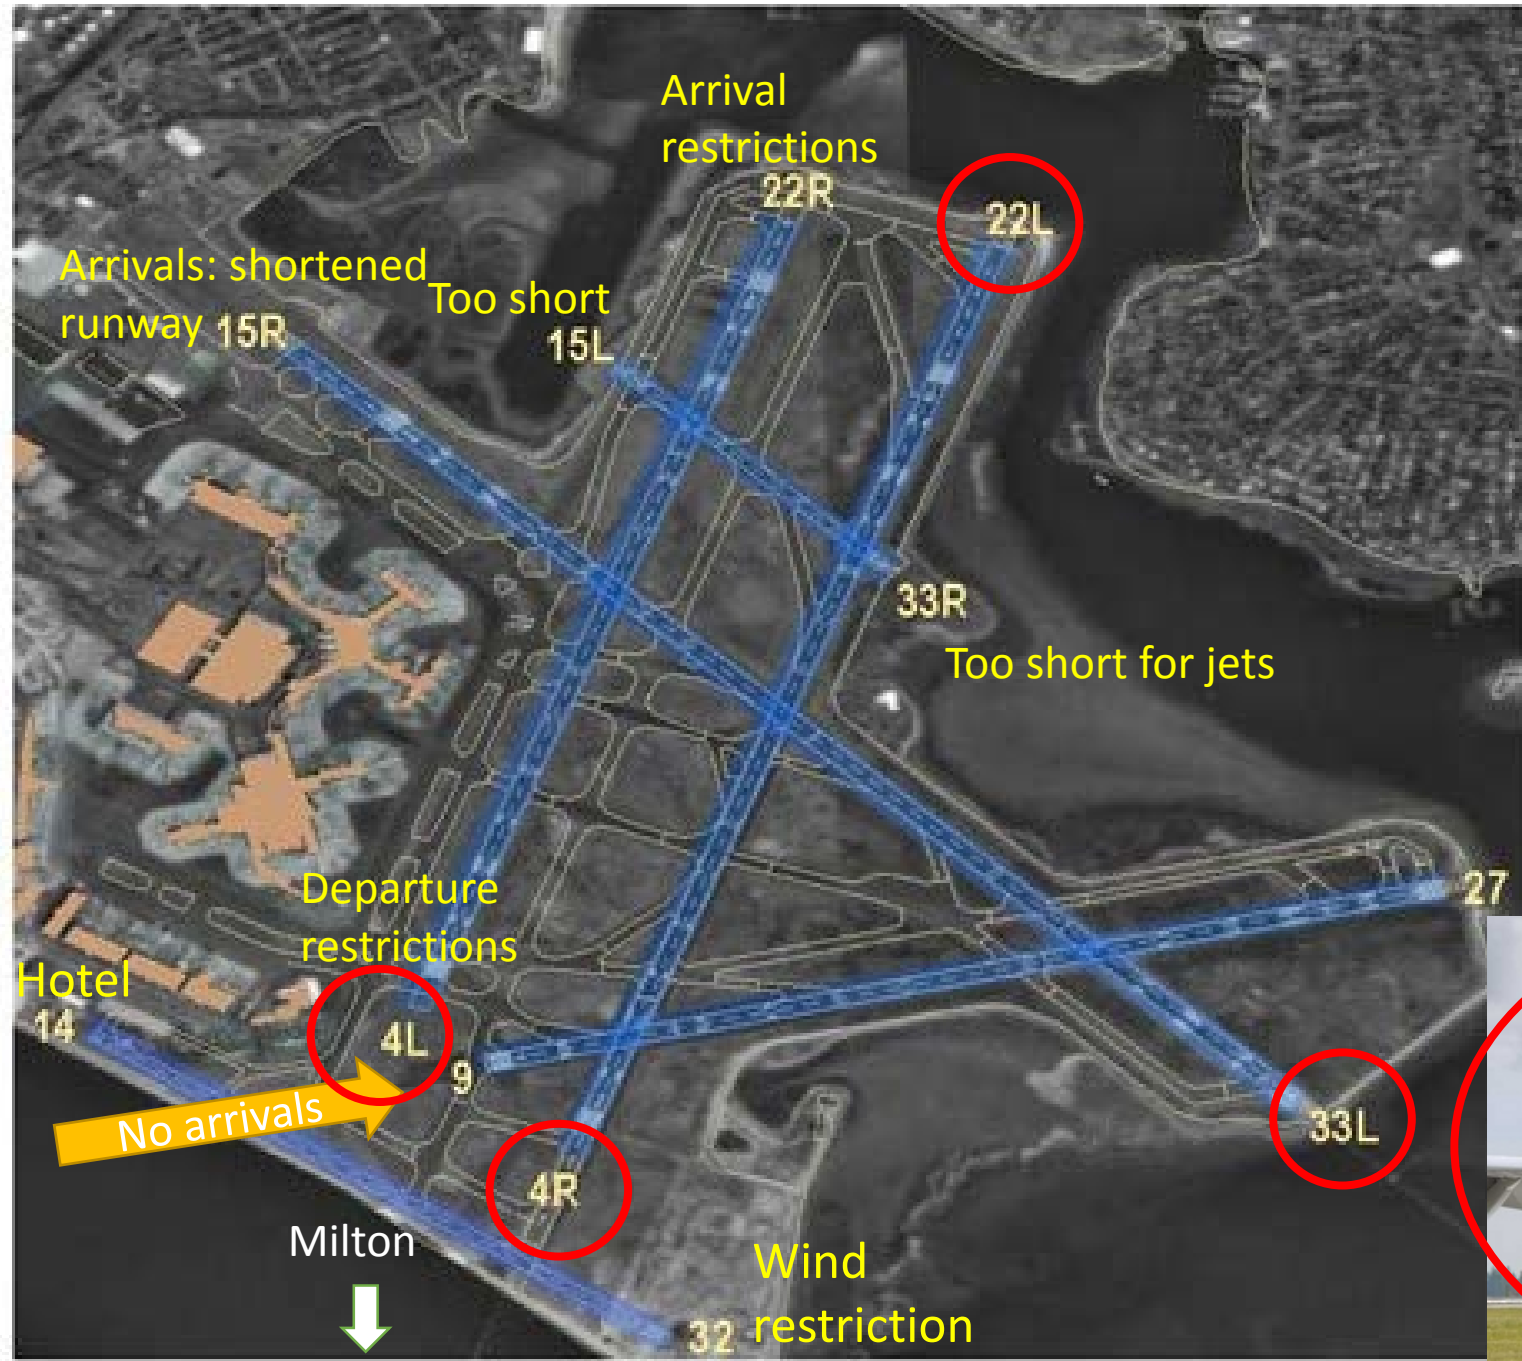 Arrival
restrictions
22R
22L
Arrivals: shortened
runway 15R
Too short
15L
33R
Too short for jets
27
Departure
restrictions
Hotel
14
4L
9
No arrivals
33L
4R
Milton
Wind
restriction
32